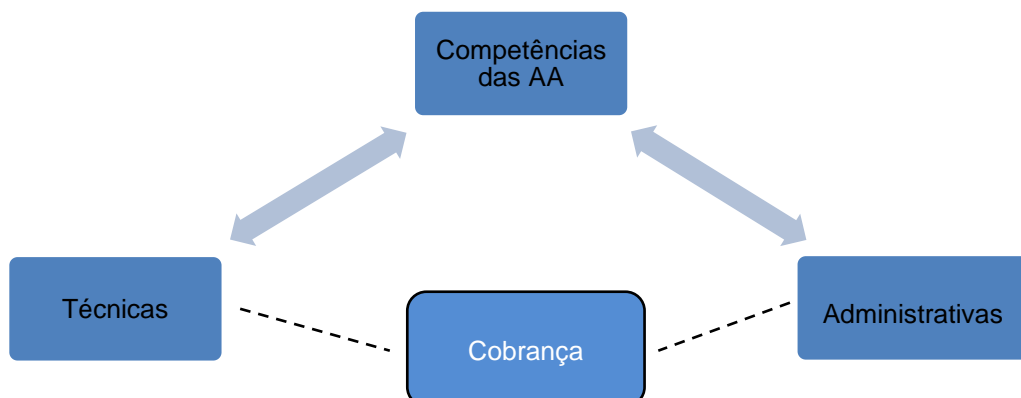 Competências
das AA
Técnicas
Administrativas
Cobrança